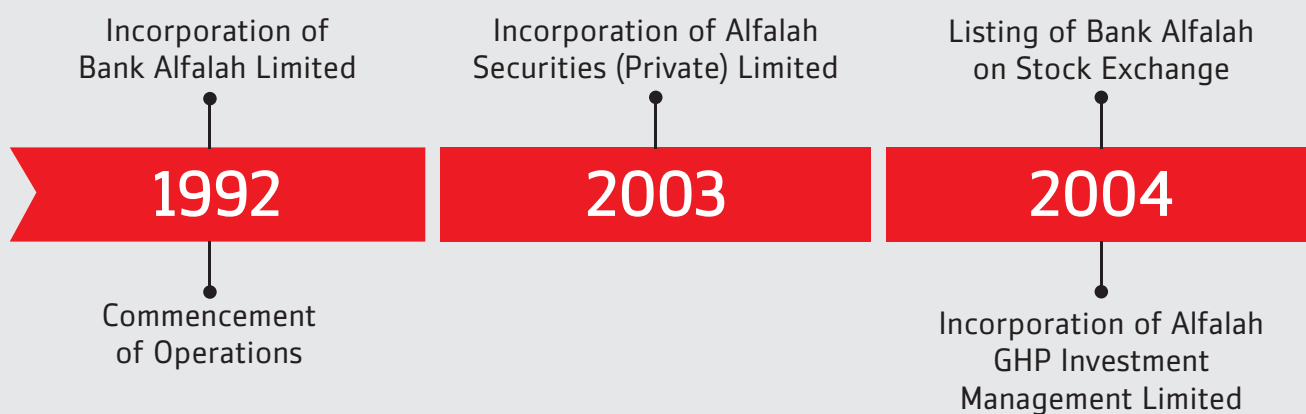 Incorporation of
Bank Alfalah Limited
1992
Commencement
of Operations
Incorporation of Alfalah
Securities (Private) Limited
2003
Listing of Bank Alfalah
on Stock Exchange
2004
Incorporation of Alfalah
GHP Investment
Management Limited